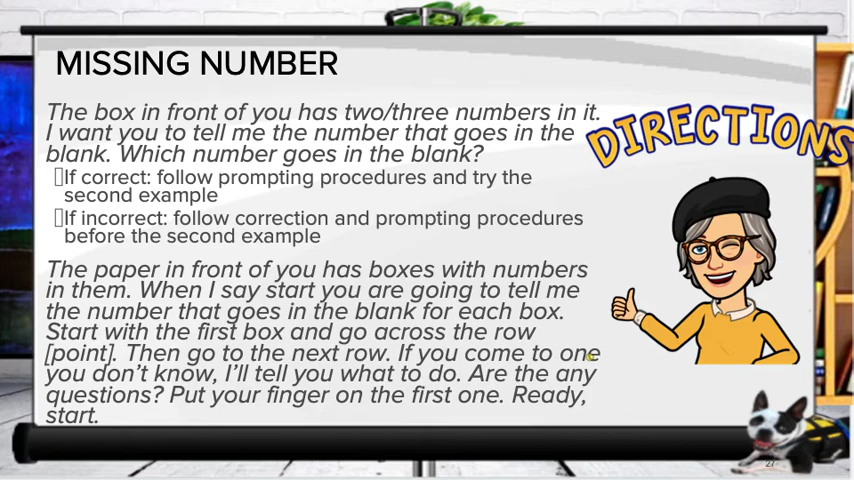 MISSING NUMBER
The box in front of you has two/three numbers in it.
I want you to tell me the number that goes in the
blank. Which number goes in the blank?
If correct: follow prompting procedures and try the
second example
If incorrect: follow correction and prompting procedures
before the second example
The paper in front of you has boxes with numbers
in them. When I say start you are going to tell me
the number that goes in the blank for each box.
Start with the first box and go across the row
[point]. Then go to the next row. If you come to one
you don't know, I'll tell you what to do. Are the any
questions? Put your finger on the first one. Ready,
start.
DIRECTIONS
27